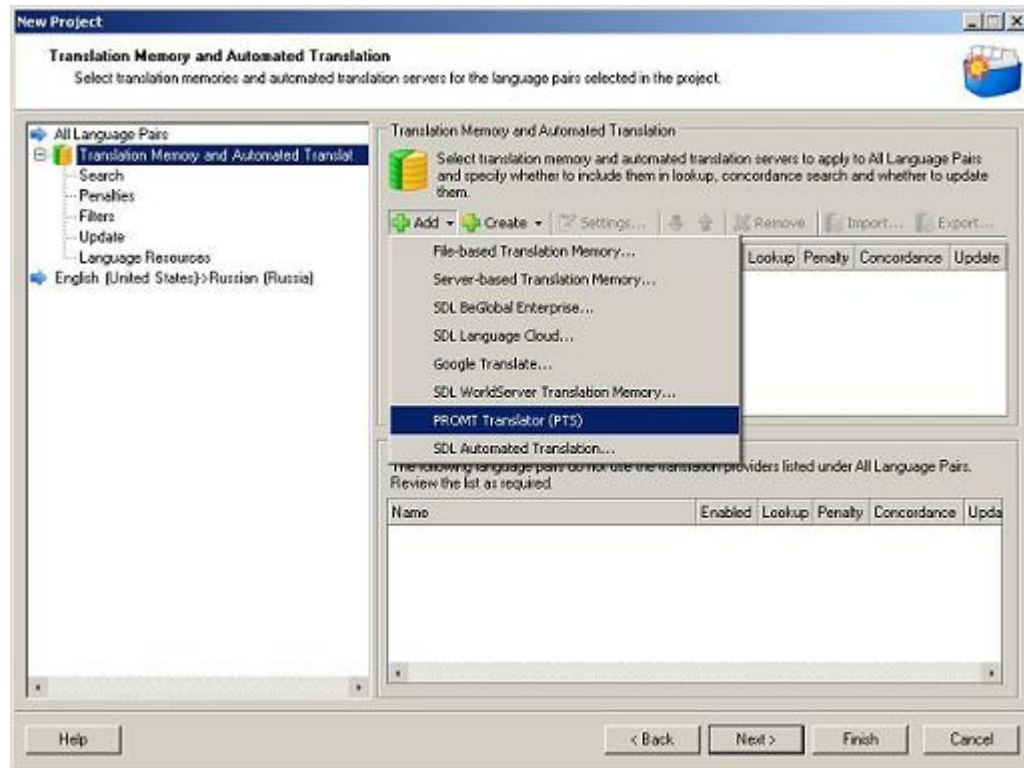 New Project
Translation Memory and Automated Translation
Select translation memories and automated translation servers for the language pairs selected in the project.
All Language Pairs
Translation Memory and Automated Translat
Search
Penalties
Filters
Update
Language Resources
English (United States)->Russian (Russia)
Translation Memory and Automated Translation
Select translation memory and automated translation servers to apply to All Language Pairs
and specify whether to include them in lookup, concordance search and whether to update
them.
Add Create Settings... Remove Import... Export...
Lookup Penalty Concordance Update
File-based Translation Memory...
Server-based Translation Memory...
SDL BeGlobal Enterprise...
SDL Language Cloud...
Google Translate...
SDL WorldServer Translation Memory...
PROMT Translator (PTS)
SDL Automated Translation...
The following language pairs do not use the translation providers listed under All Language Pairs.
Review the list as required.
Name Enabled Lookup Penalty Concordance Upda
Help < Back Next > Finish Cancel